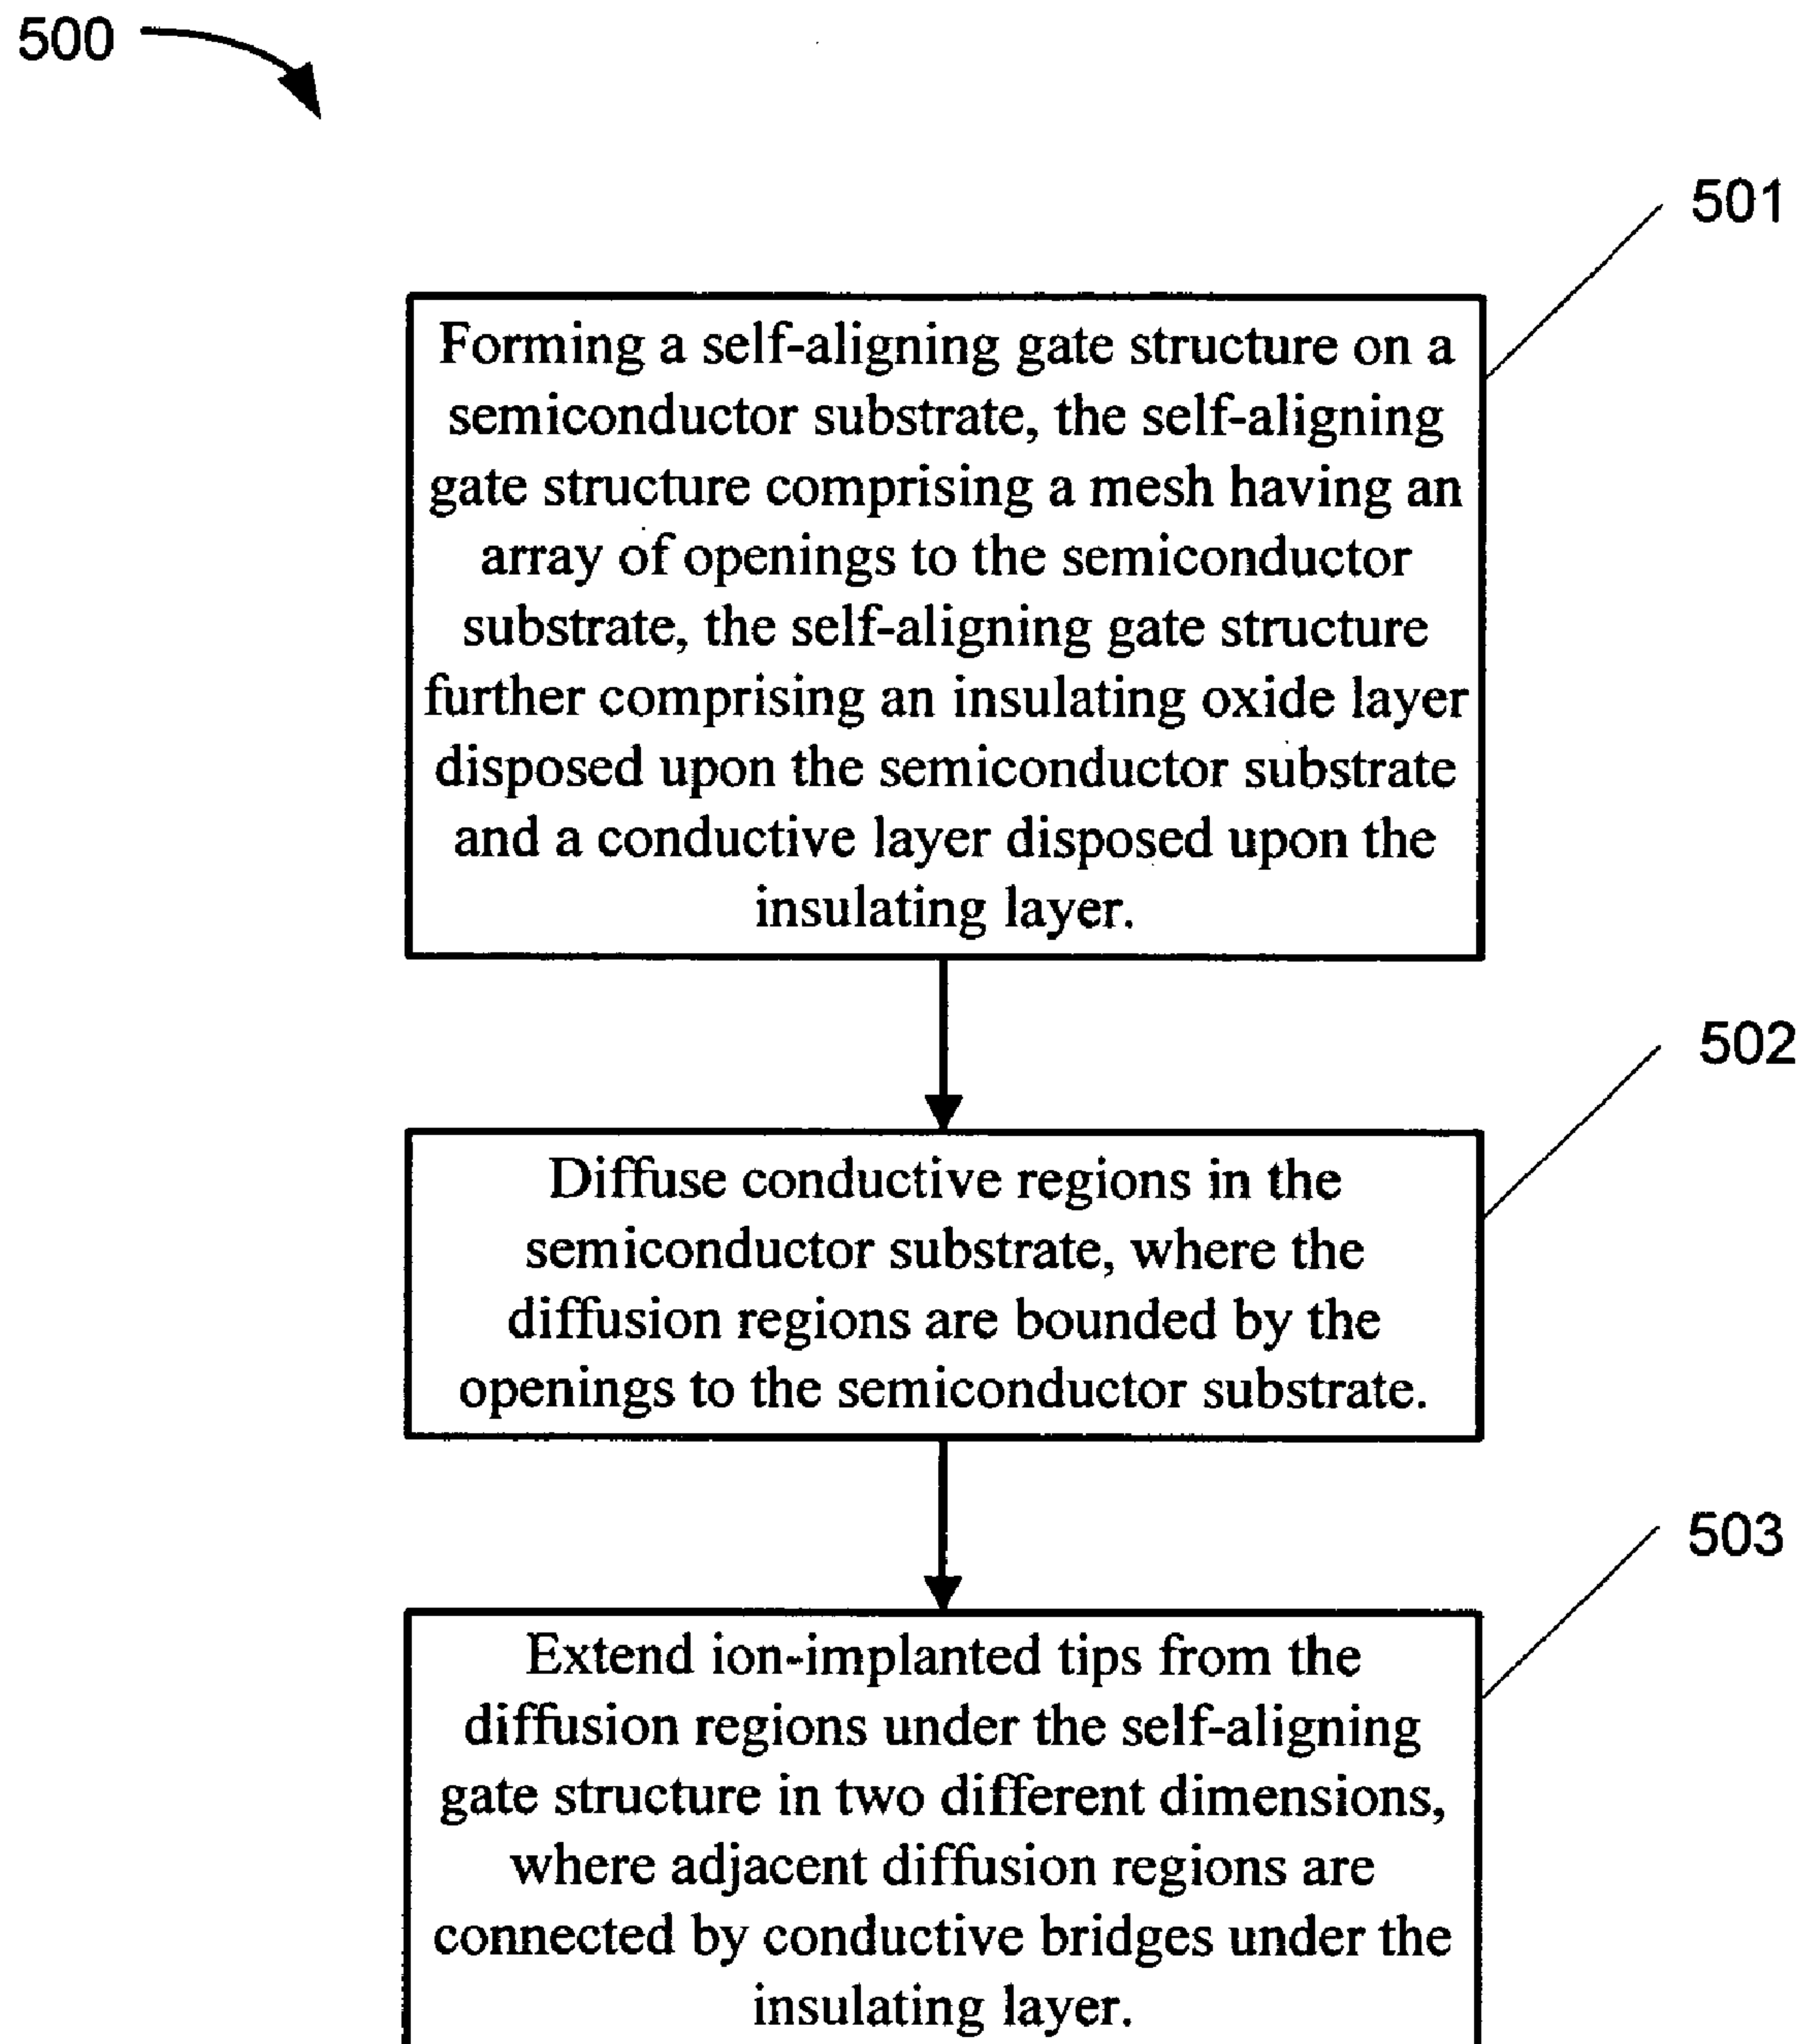 500
501
Forming a self-aligning gate structure on a
semiconductor substrate, the self-aligning
gate structure comprising a mesh having an
array of openings to the semiconductor
substrate, the self-aligning gate structure
further comprising an insulating oxide layer
disposed upon the semiconductor substrate
and a conductive layer disposed upon the
insulating layer.
502
Diffuse conductive regions in the
semiconductor substrate, where the
diffusion regions are bounded by the
openings to the semiconductor substrate.
503
Extend ion-implanted tips from the
diffusion regions under the self-aligning
gate structure in two different dimensions,
where adjacent diffusion regions are
connected by conductive bridges under the
insulating layer.